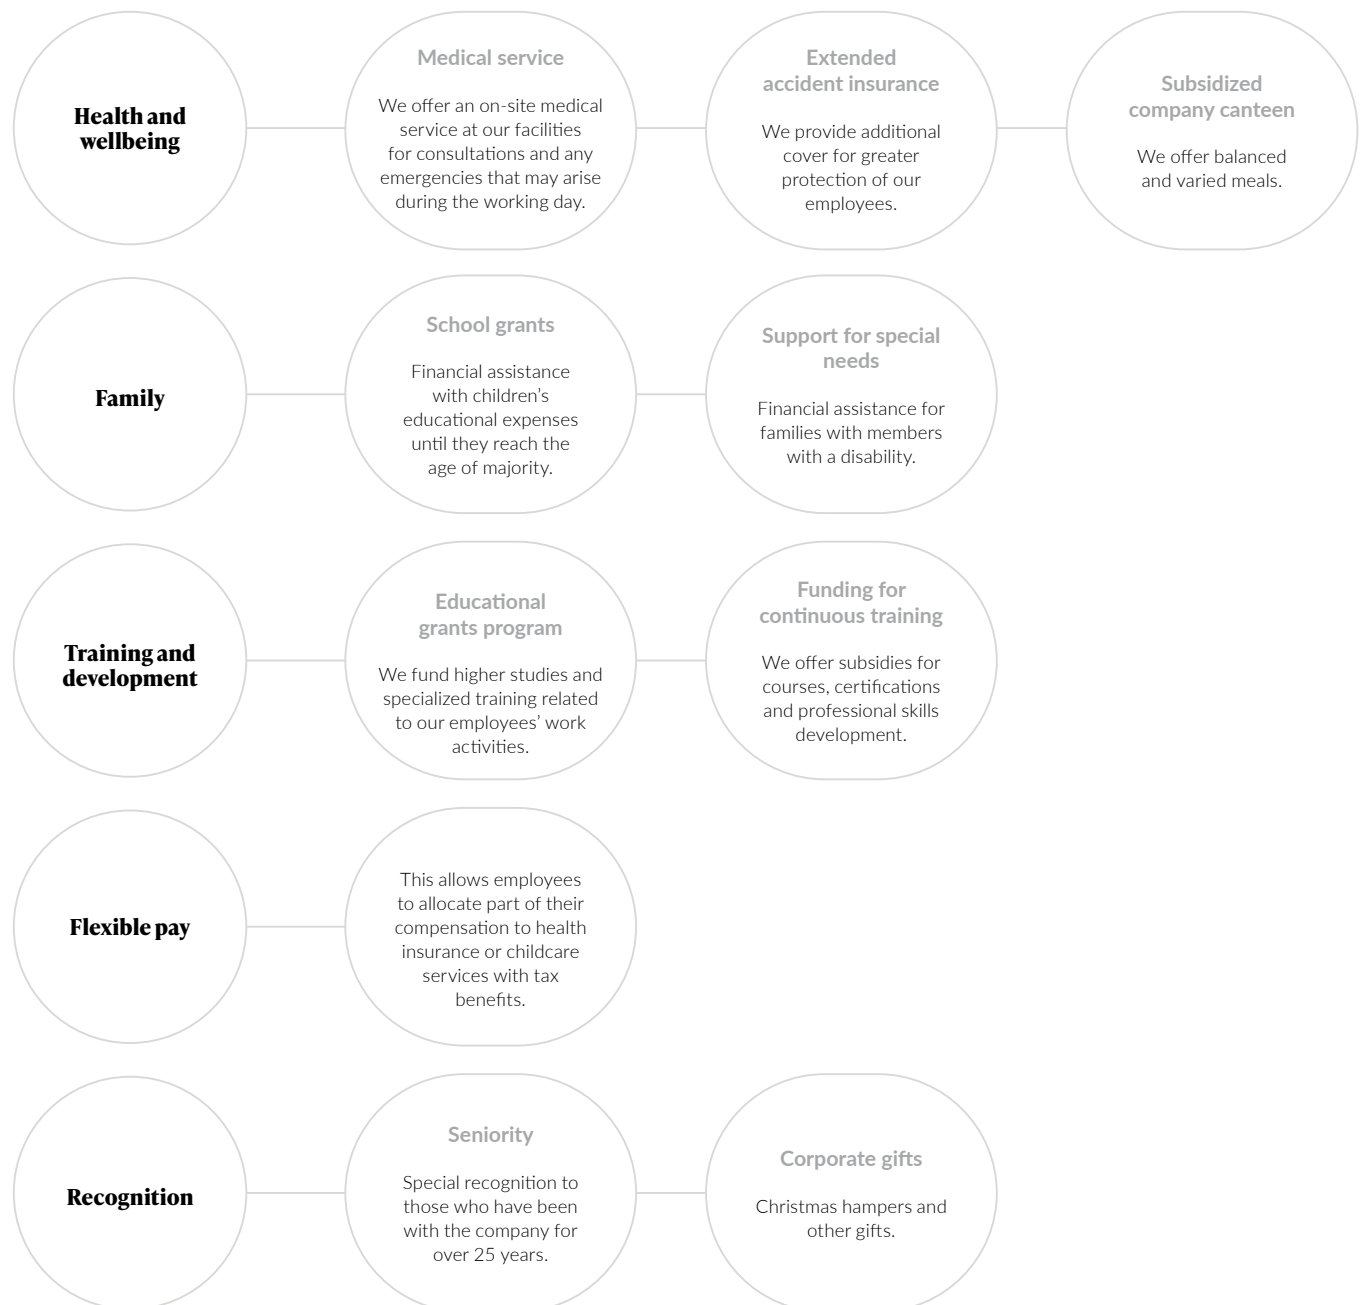 Health and
wellbeing
Medical service
We offer an on-site medical
service at our facilities
for consultations and any
emergencies that may arise
during the working day.
Extended
accident insurance
We provide additional
cover for greater
protection of our
employees.
Subsidized
company canteen
We offer balanced
and varied meals.
Family
School grants
Financial assistance
with children’s
educational expenses
until they reach the
age of majority.
Support for special
needs
Financial assistance for
families with members
with a disability.
Training and
development
Educational
grants program
We fund higher studies and
specialized training related
to our employees’ work
activities.
Funding for
continuous training
We offer subsidies for
courses, certifications
and professional skills
development.
Flexible pay
This allows employees
to allocate part of their
compensation to health
insurance or childcare
services with tax
benefits.
Recognition
Seniority
Special recognition to
those who have been
with the company for
over 25 years.
Corporate gifts
Christmas hampers and
other gifts.